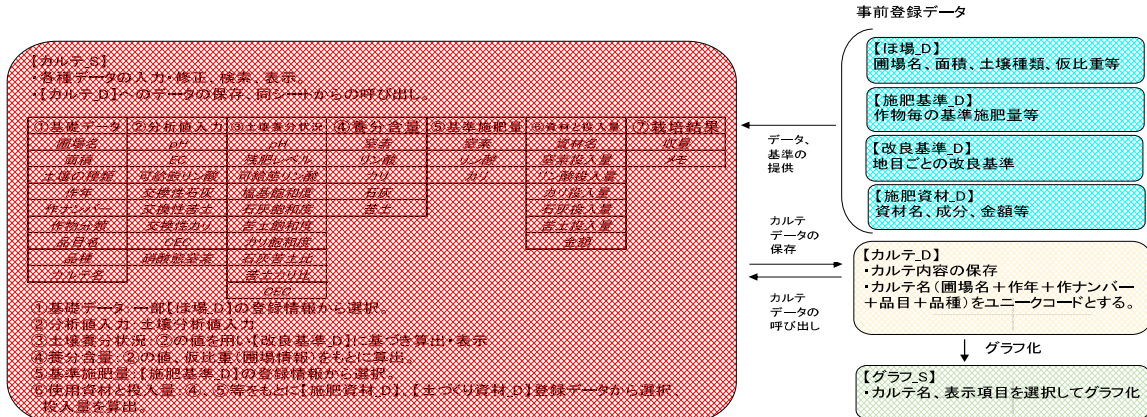 事前登録データ
【カルテ_S】
・各種データの入力・修正、検索、表示。
・【カルテ_D】へのデータの保存、同シートからの呼び出し。
①基礎データ ②分析値入力 ③土壌養分状況 ④養分含量 ⑤基準施肥量 ⑥資材と投入量 ⑦栽培結果
圃場名 pH pH 窒素 窒素 資材名 収量
面積 EC 残肥レベル リン酸 リン酸 窒素投入量 メモ
土壌の種類 可給態リン酸 可給態リン酸 カリ カリ リン酸投入量
作年 交換性石灰 塩基飽和度 石灰 カリ投入量
作ナンバー 交換性苦土 石灰飽和度 苦土 石灰投入量
作物分類 交換性カリ 苦土飽和度 苦土投入量
品目名 CEC カリ飽和度 金額
品種 硝酸態窒素 石灰苦土比
カルテ名 苦土カリ比
CEC
①基礎データ:一部【ほ場_D】の登録情報から選択。
②分析値入力:土壌分析値入力
③土壌養分状況:②の値を用い【改良基準_D】に基づき算出・表示
④養分含量:②の値、仮比重(圃場情報)をもとに算出。
⑤基準施肥量:【施肥基準_D】の登録情報から選択。
⑥使用資材と投入量:④、⑤等をもとに【施肥資材_D】、【土づくり資材_D】登録データから選択、
投入量を算出。
データ、
基準の
提供
カルテ
データの
保存
カルテ
データの
呼び出し
【ほ場_D】
圃場名、面積、土壌種類、仮比重等
【施肥基準_D】
作物毎の基準施肥量等
【改良基準_D】
地目ごとの改良基準
【施肥資材_D】
資材名、成分、金額等
【カルテ_D】
・カルテ内容の保存
・カルテ名(圃場名+作年+作ナンバー
+品目+品種)をユニークコードとする。
グラフ化
【グラフ_S】
・カルテ名、表示項目を選択してグラフ化